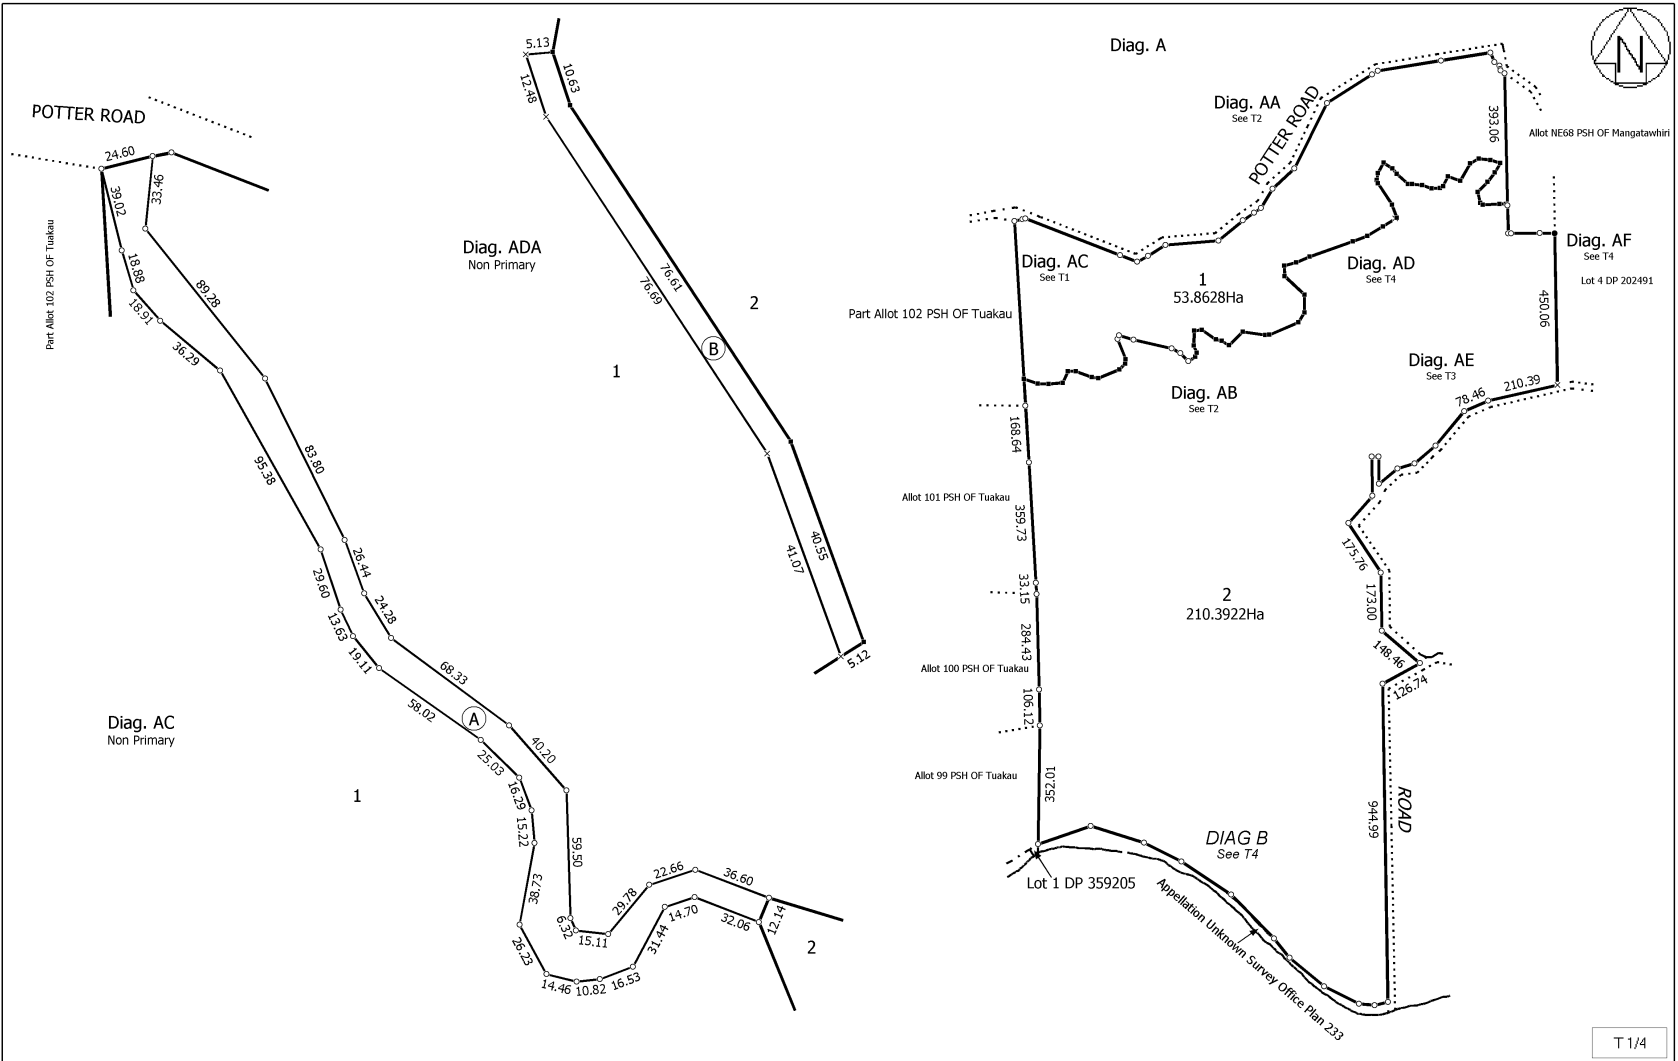 POTTER ROAD
24.60
39.02
33.46
Part Allot 102 PSH OF Tuakau
18.88
18.91
89.28
36.29
95.38
83.80
29.60
26.44
13.63
24.28
19.11
68.33
58.02
A
25.03
40.20
16.29
15.22
59.50
38.73
6.32
15.11
29.78
22.66
36.60
26.23
14.46
10.82
16.53
31.44
14.70
32.06
12.14
2
Diag. AC
Non Primary
1
5.13
12.48
10.63
Diag. ADA
Non Primary
76.61
76.69
2
B
1
40.55
41.07
5.12
Diag. A
N
Diag. AA
See T2
POTTER ROAD
393.06
Allot NE68 PSH OF Mangatawhiri
Diag. AC
See T1
1
53.8628Ha
Diag. AD
See T4
Diag. AF
See T4
Lot 4 DP 202491
450.06
Part Allot 102 PSH OF Tuakau
Diag. AB
See T2
Diag. AE
See T3
78.46
210.39
168.64
Allot 101 PSH OF Tuakau
359.73
175.76
33.15
173.00
2
210.3922Ha
284.43
148.46
126.74
Allot 100 PSH OF Tuakau
106.12
Allot 99 PSH OF Tuakau
352.01
944.99
ROAD
DIAG B
See T4
Lot 1 DP 359205
Appellation Unknown Survey Office Plan 233
T 1/4